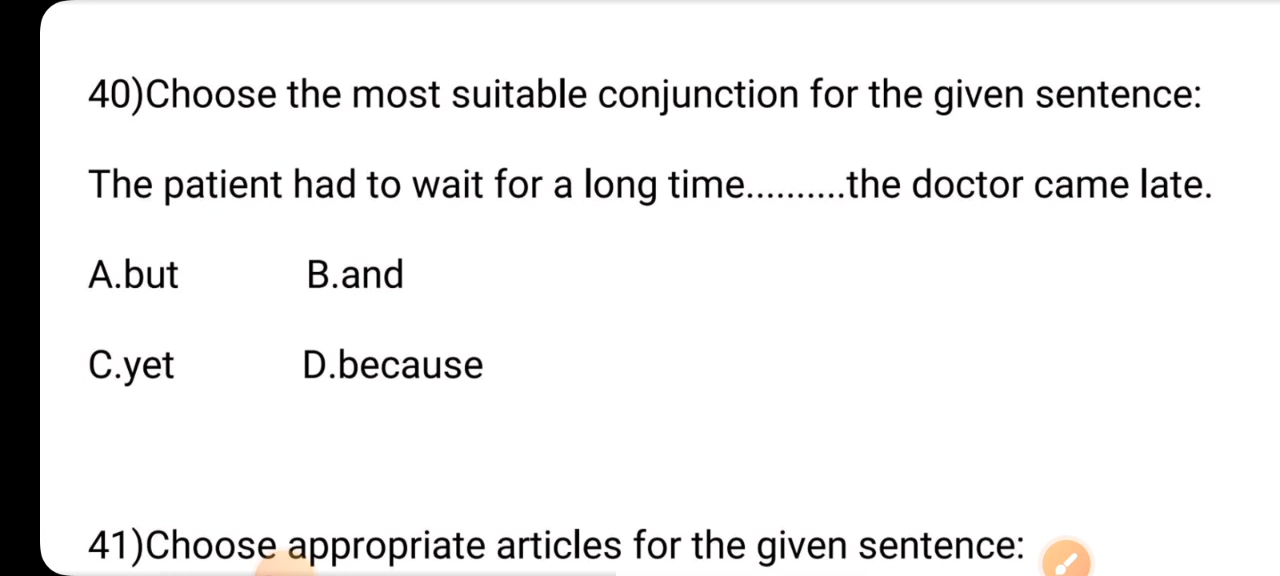 40)Choose the most suitable conjunction for the given sentence:
The patient had to wait for a long time..........the doctor came late.
A.but B.and
C.yet D.because
41)Choose appropriate articles for the given sentence: